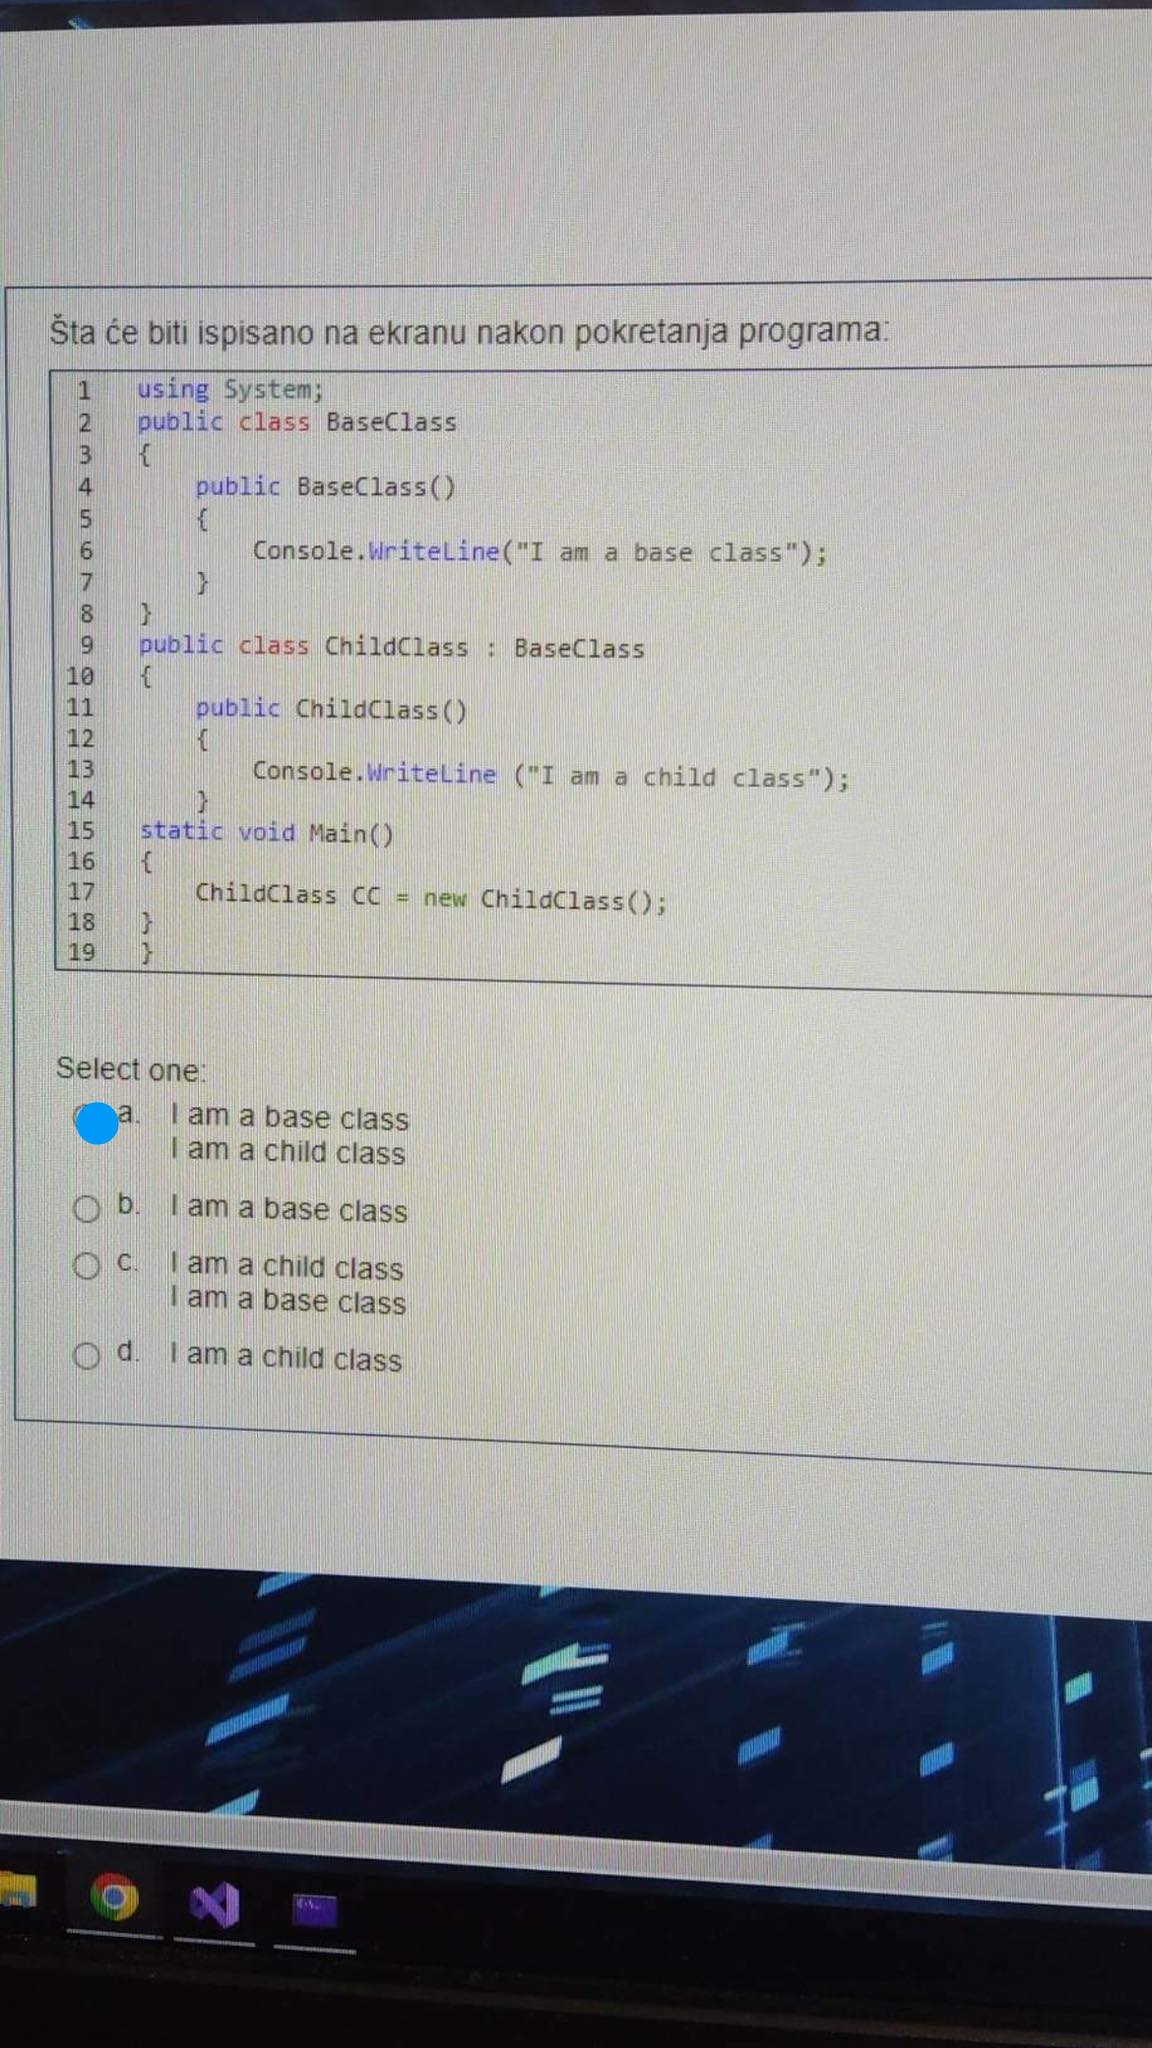 Šta će biti ispisano na ekranu nakon pokretanja programa:
1 using System;
2 public class BaseClass
3 {
4 public BaseClass()
5 {
6 Console.WriteLine("I am a base class");
7 }
8 }
9 public class ChildClass : BaseClass
10 {
11 public ChildClass()
12 {
13 Console.WriteLine ("I am a child class");
14 }
15 static void Main()
16 {
17 ChildClass CC = new ChildClass();
18 }
19 }
Select one:
a. I am a base class
I am a child class
b. I am a base class
c. I am a child class
I am a base class
d. I am a child class